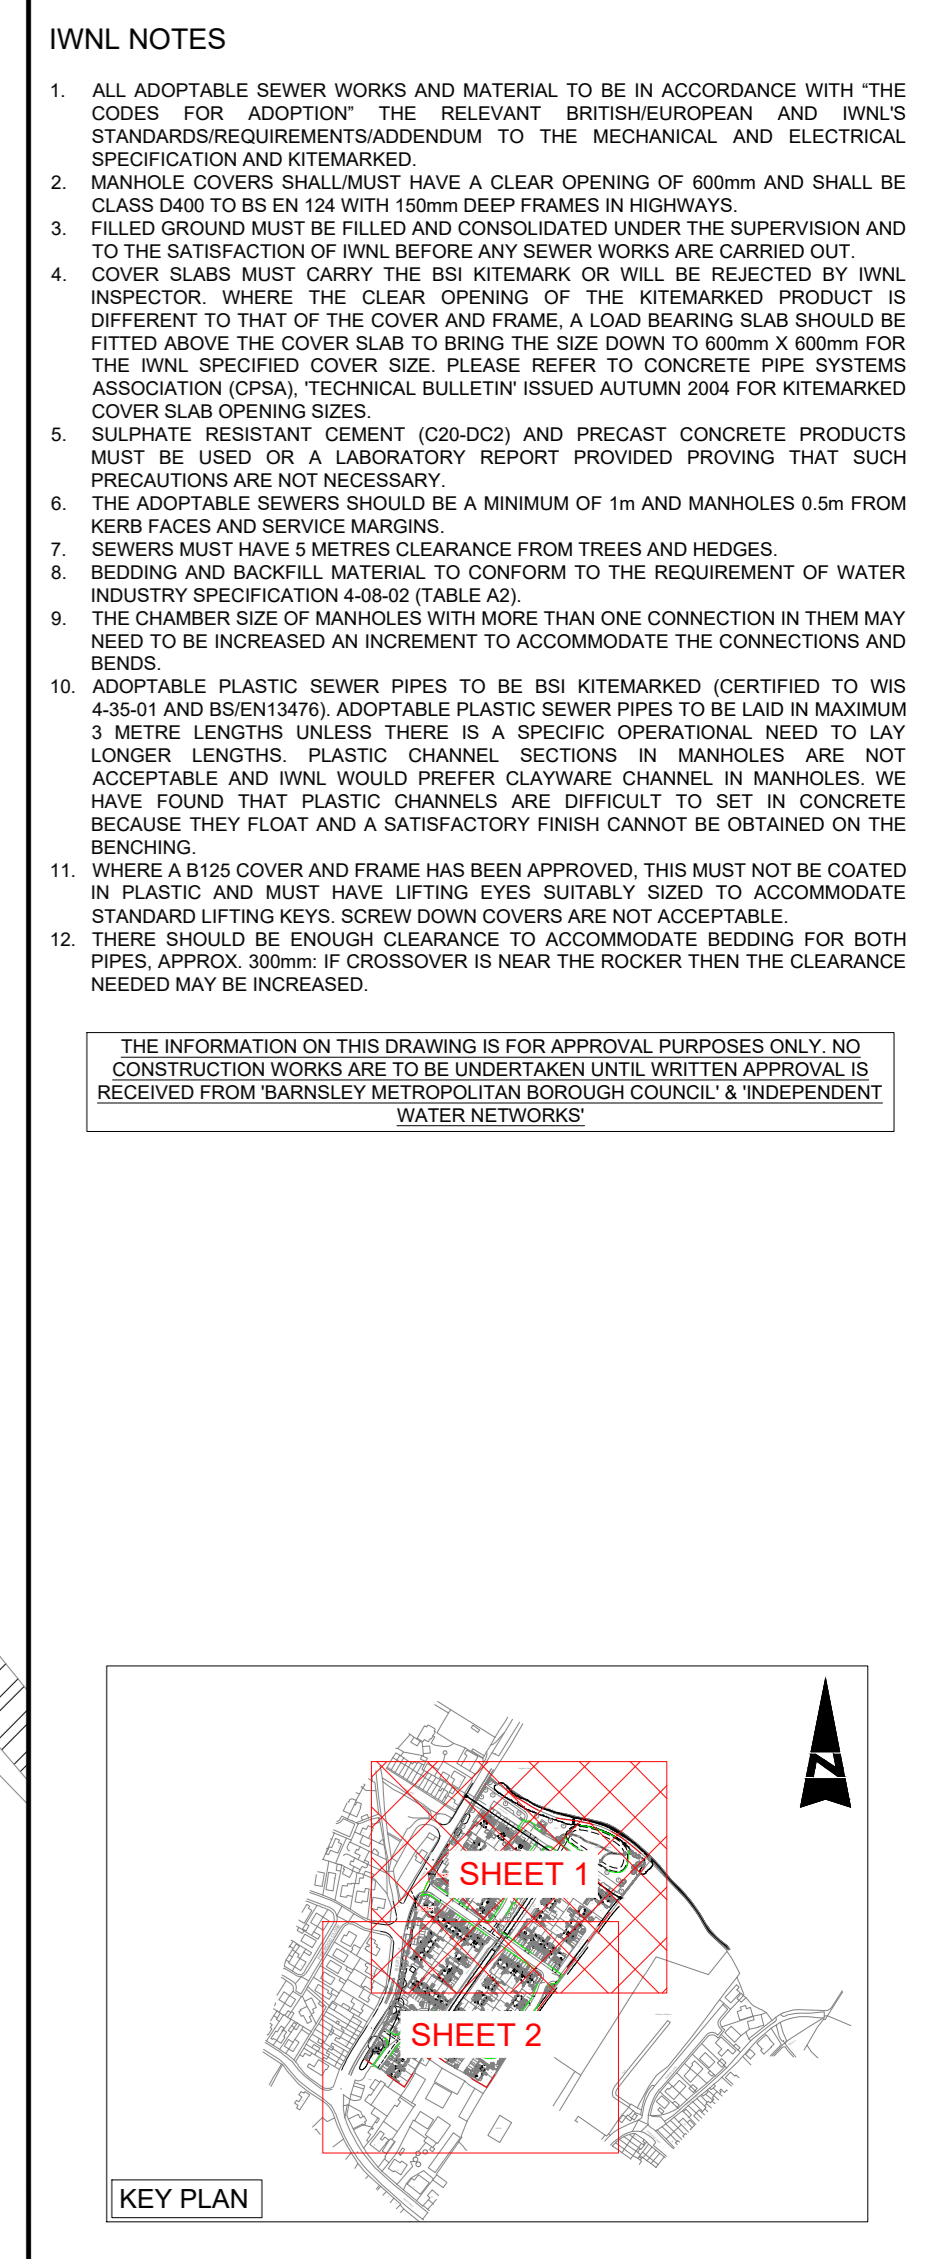 IWNL NOTES
1. ALL ADOPTABLE SEWER WORKS AND MATERIAL TO BE IN ACCORDANCE WITH “THE
CODES FOR ADOPTION” THE RELEVANT BRITISH/EUROPEAN AND IWNL'S
STANDARDS/REQUIREMENTS/ADDENDUM TO THE MECHANICAL AND ELECTRICAL
SPECIFICATION AND KITEMARKED.
2. MANHOLE COVERS SHALL/MUST HAVE A CLEAR OPENING OF 600mm AND SHALL BE
CLASS D400 TO BS EN 124 WITH 150mm DEEP FRAMES IN HIGHWAYS.
3. FILLED GROUND MUST BE FILLED AND CONSOLIDATED UNDER THE SUPERVISION AND
TO THE SATISFACTION OF IWNL BEFORE ANY SEWER WORKS ARE CARRIED OUT.
4. COVER SLABS MUST CARRY THE BSI KITEMARK OR WILL BE REJECTED BY IWNL
INSPECTOR. WHERE THE CLEAR OPENING OF THE KITEMARKED PRODUCT IS
DIFFERENT TO THAT OF THE COVER AND FRAME, A LOAD BEARING SLAB SHOULD BE
FITTED ABOVE THE COVER SLAB TO BRING THE SIZE DOWN TO 600mm X 600mm FOR
THE IWNL SPECIFIED COVER SIZE. PLEASE REFER TO CONCRETE PIPE SYSTEMS
ASSOCIATION (CPSA), 'TECHNICAL BULLETIN' ISSUED AUTUMN 2004 FOR KITEMARKED
COVER SLAB OPENING SIZES.
5. SULPHATE RESISTANT CEMENT (C20-DC2) AND PRECAST CONCRETE PRODUCTS
MUST BE USED OR A LABORATORY REPORT PROVIDED PROVING THAT SUCH
PRECAUTIONS ARE NOT NECESSARY.
6. THE ADOPTABLE SEWERS SHOULD BE A MINIMUM OF 1m AND MANHOLES 0.5m FROM
KERB FACES AND SERVICE MARGINS.
7. SEWERS MUST HAVE 5 METRES CLEARANCE FROM TREES AND HEDGES.
8. BEDDING AND BACKFILL MATERIAL TO CONFORM TO THE REQUIREMENT OF WATER
INDUSTRY SPECIFICATION 4-08-02 (TABLE A2).
9. THE CHAMBER SIZE OF MANHOLES WITH MORE THAN ONE CONNECTION IN THEM MAY
NEED TO BE INCREASED AN INCREMENT TO ACCOMMODATE THE CONNECTIONS AND
BENDS.
10. ADOPTABLE PLASTIC SEWER PIPES TO BE BSI KITEMARKED (CERTIFIED TO WIS
4-35-01 AND BS/EN13476). ADOPTABLE PLASTIC SEWER PIPES TO BE LAID IN MAXIMUM
3 METRE LENGTHS UNLESS THERE IS A SPECIFIC OPERATIONAL NEED TO LAY
LONGER LENGTHS. PLASTIC CHANNEL SECTIONS IN MANHOLES ARE NOT
ACCEPTABLE AND IWNL WOULD PREFER CLAYWARE CHANNEL IN MANHOLES. WE
HAVE FOUND THAT PLASTIC CHANNELS ARE DIFFICULT TO SET IN CONCRETE
BECAUSE THEY FLOAT AND A SATISFACTORY FINISH CANNOT BE OBTAINED ON THE
BENCHING.
11. WHERE A B125 COVER AND FRAME HAS BEEN APPROVED, THIS MUST NOT BE COATED
IN PLASTIC AND MUST HAVE LIFTING EYES SUITABLY SIZED TO ACCOMMODATE
STANDARD LIFTING KEYS. SCREW DOWN COVERS ARE NOT ACCEPTABLE.
12. THERE SHOULD BE ENOUGH CLEARANCE TO ACCOMMODATE BEDDING FOR BOTH
PIPES, APPROX. 300mm: IF CROSSOVER IS NEAR THE ROCKER THEN THE CLEARANCE
NEEDED MAY BE INCREASED.
THE INFORMATION ON THIS DRAWING IS FOR APPROVAL PURPOSES ONLY. NO
CONSTRUCTION WORKS ARE TO BE UNDERTAKEN UNTIL WRITTEN APPROVAL IS
RECEIVED FROM 'BARNSLEY METROPOLITAN BOROUGH COUNCIL' & 'INDEPENDENT
WATER NETWORKS'
N
SHEET 1
SHEET 2
KEY PLAN